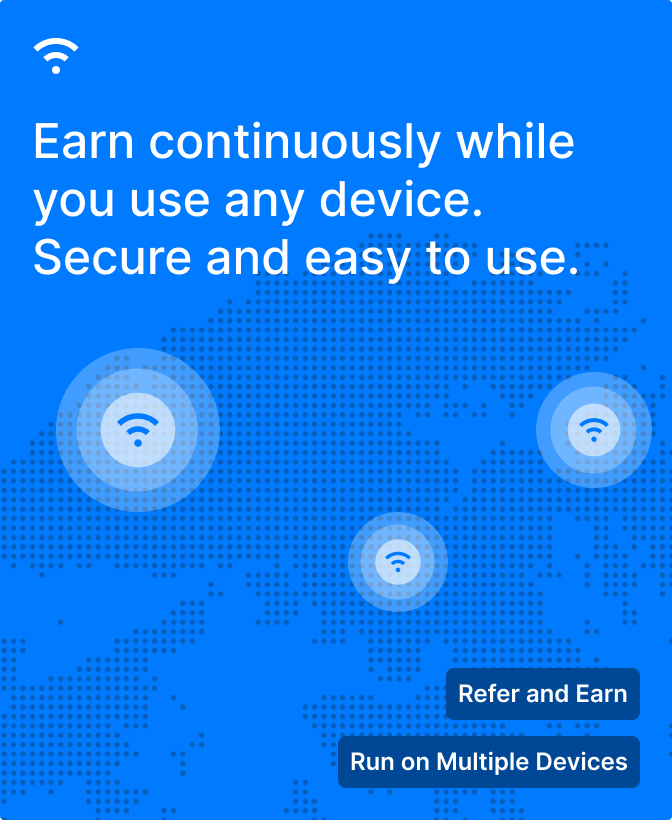 Earn continuously while
you use any device.
Secure and easy to use.
Refer and Earn
Run on Multiple Devices